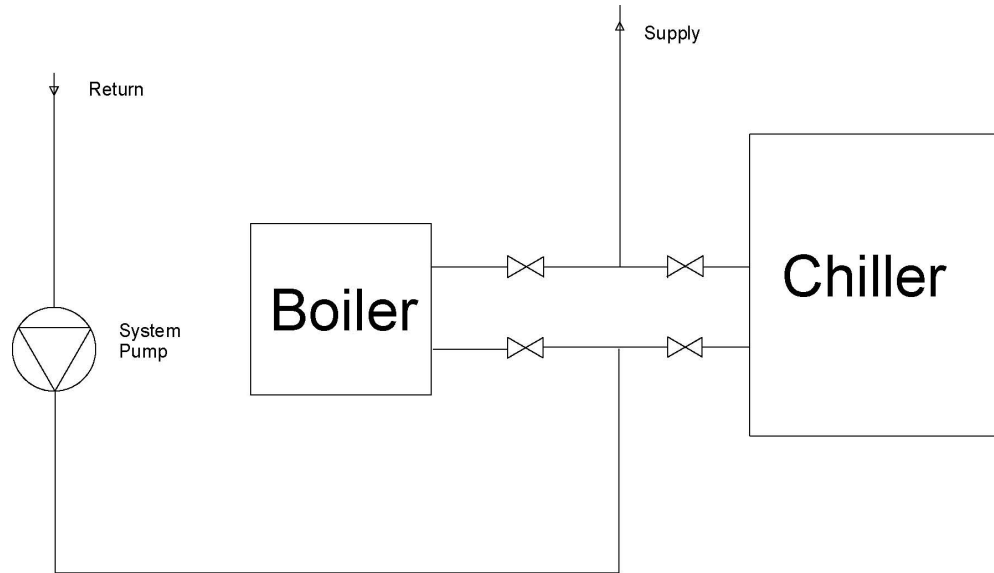 Supply
Return
Boiler
Chiller
System
Pump